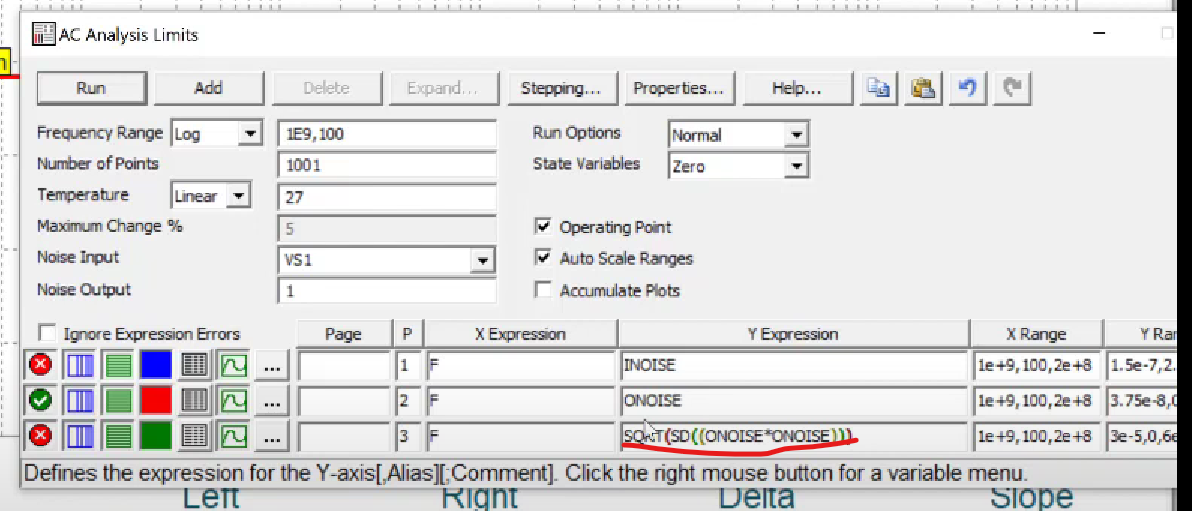 AC Analysis Limits
Run Add Delete Expand... Stepping... Properties... Help...
Frequency Range Log 1E9,100 Run Options Normal
Number of Points 1001 State Variables Zero
Temperature Linear 27
Maximum Change % 5 Operating Point
Noise Input VS1 Auto Scale Ranges
Noise Output 1 Accumulate Plots
Ignore Expression Errors Page P X Expression Y Expression X Range Y Ran
... 1 F INOISE 1e+9,100,2e+8 1.5e-7,2.
... 2 F ONOISE 1e+9,100,2e+8 3.75e-8,0
... 3 F SQRT(SD((ONOISE*ONOISE))) 1e+9,100,2e+8 3e-5,0,6e
Defines the expression for the Y-axis[,Alias][;Comment]. Click the right mouse button for a variable menu.
Left Right Delta Slope